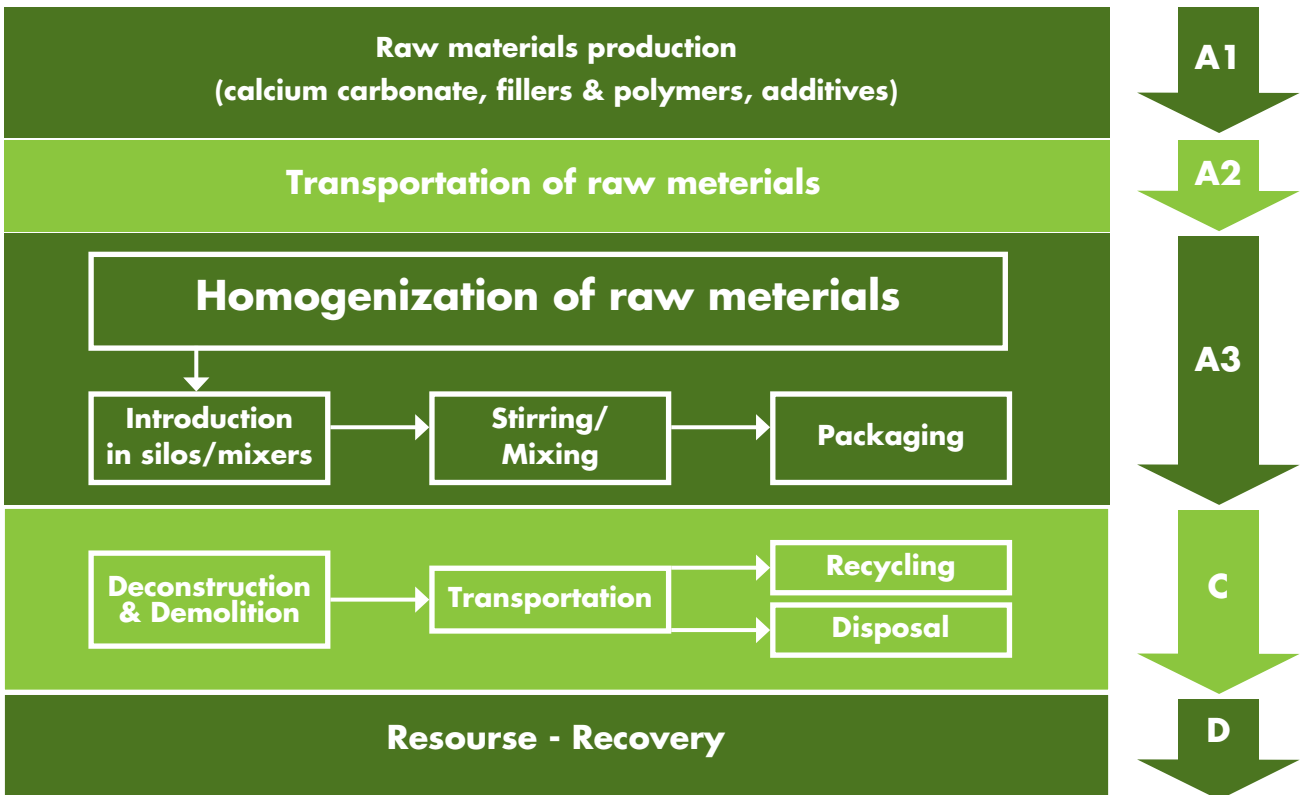 Raw materials production
(calcium carbonate, fillers & polymers, additives)
A1
Transportation of raw meterials
A2
Homogenization of raw meterials
A3
Introduction
in silos/mixers
Stirring/
Mixing
Packaging
Deconstruction
& Demolition
Transportation
Recycling
Disposal
C
Resourse - Recovery
D